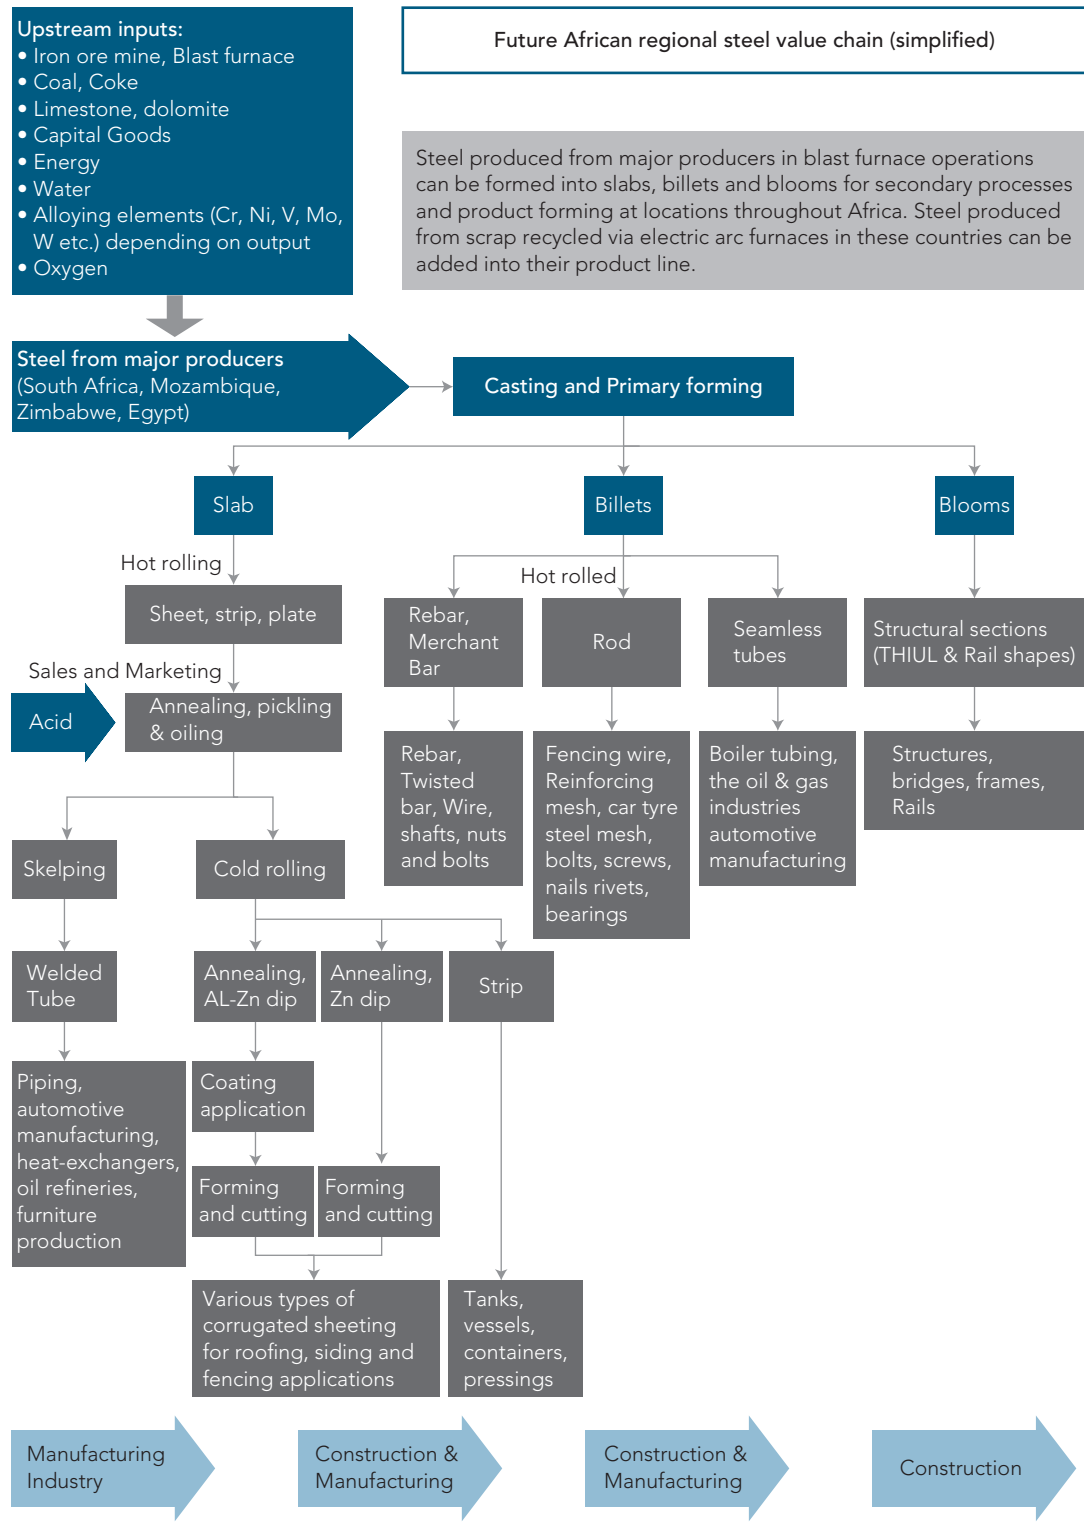 Upstream inputs:
• Iron ore mine, Blast furnace
• Coal, Coke
• Limestone, dolomite
• Capital Goods
• Energy
• Water
• Alloying elements (Cr, Ni, V, Mo,
W etc.) depending on output
• Oxygen
Future African regional steel value chain (simplified)
Steel produced from major producers in blast furnace operations
can be formed into slabs, billets and blooms for secondary processes
and product forming at locations throughout Africa. Steel produced
from scrap recycled via electric arc furnaces in these countries can be
added into their product line.
Steel from major producers
(South Africa, Mozambique,
Zimbabwe, Egypt)
Casting and Primary forming
Slab
Billets
Blooms
Hot rolling
Hot rolled
Sheet, strip, plate
Rebar,
Merchant
Bar
Rod
Seamless
tubes
Structural sections
(THIUL & Rail shapes)
Sales and Marketing
Acid
Annealing, pickling
& oiling
Rebar,
Twisted
bar, Wire,
shafts, nuts
and bolts
Fencing wire,
Reinforcing
mesh, car tyre
steel mesh,
bolts, screws,
nails rivets,
bearings
Boiler tubing,
the oil & gas
industries
automotive
manufacturing
Structures,
bridges, frames,
Rails
Skelping
Cold rolling
Welded
Tube
Annealing,
AL-Zn dip
Annealing,
Zn dip
Strip
Piping,
automotive
manufacturing,
heat-exchangers,
oil refineries,
furniture
production
Coating
application
Forming
and cutting
Forming
and cutting
Various types of
corrugated sheeting
for roofing, siding and
fencing applications
Tanks,
vessels,
containers,
pressings
Manufacturing
Industry
Construction &
Manufacturing
Construction &
Manufacturing
Construction